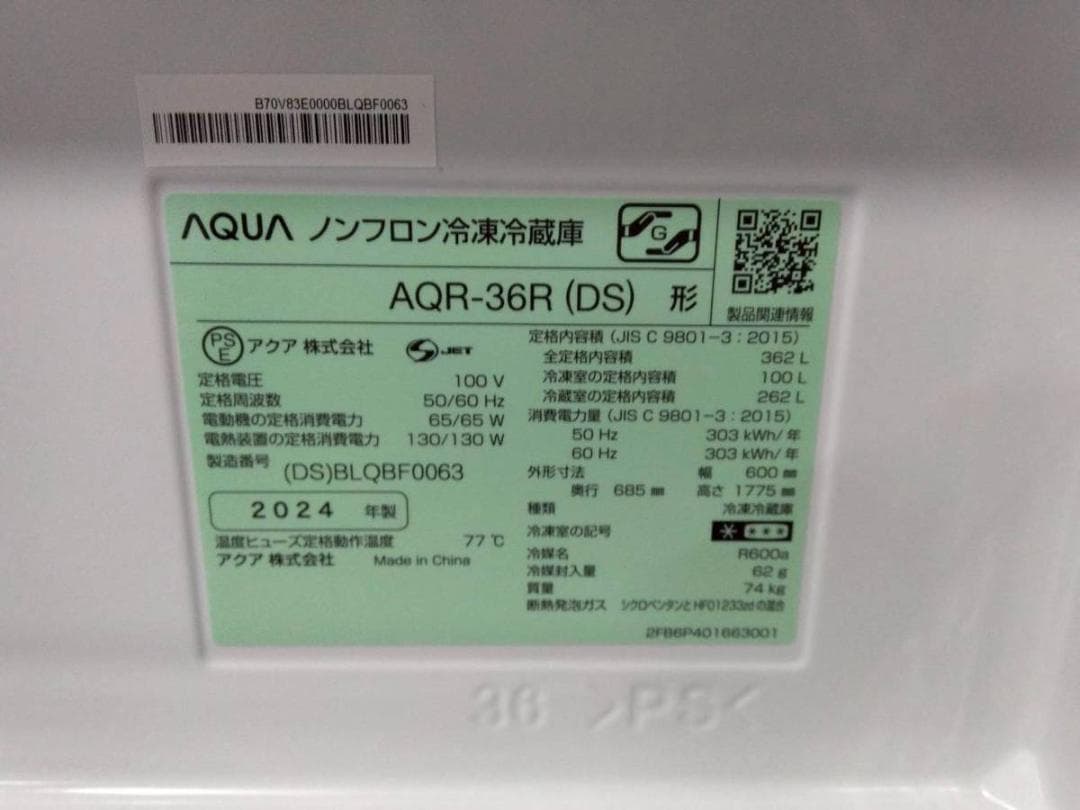 B70V83E0000BLQBF0063
AQUA ノンフロン冷凍冷蔵庫
G
AQR-36R (DS) 形
製品関連情報
PSE アクア 株式会社 S JET
定格電圧 100 V
定格周波数 50/60 Hz
電動機の定格消費電力 65/65 W
電熱装置の定格消費電力 130/130 W
製造番号 (DS)BLQBF0063
2024 年製
温度ヒューズ定格動作温度 77 ℃
アクア 株式会社 Made in China
定格内容積 (JIS C 9801-3 : 2015)
全定格内容積 362 L
冷凍室の定格内容積 100 L
冷蔵室の定格内容積 262 L
消費電力量 (JIS C 9801-3 : 2015)
50 Hz 303 kWh/年
60 Hz 303 kWh/年
外形寸法 幅 600 mm
奥行 685 mm 高さ 1775 mm
種類 冷凍冷蔵庫
冷凍室の記号
冷媒名 R600a
冷媒封入量 62 g
質量 74 kg
断熱発泡ガス シクロペンタンとHFO1233zdの混合
2FB6P401663001
36 >PS<